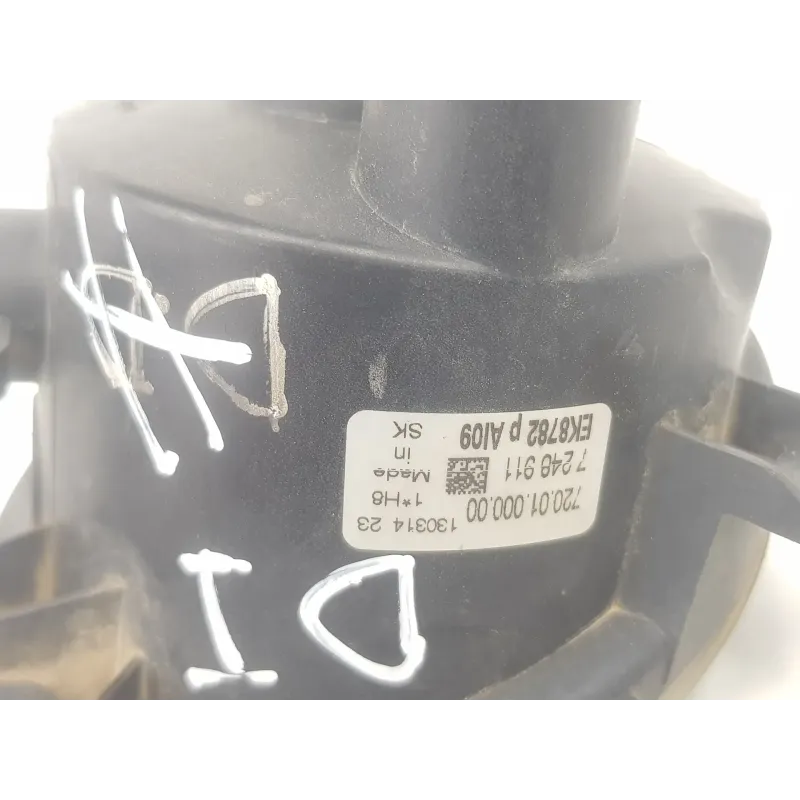 720.01.000.00 130314 23
1*H8
7 248 911 Made
in
EK8782 p AI09 SK
D I
H